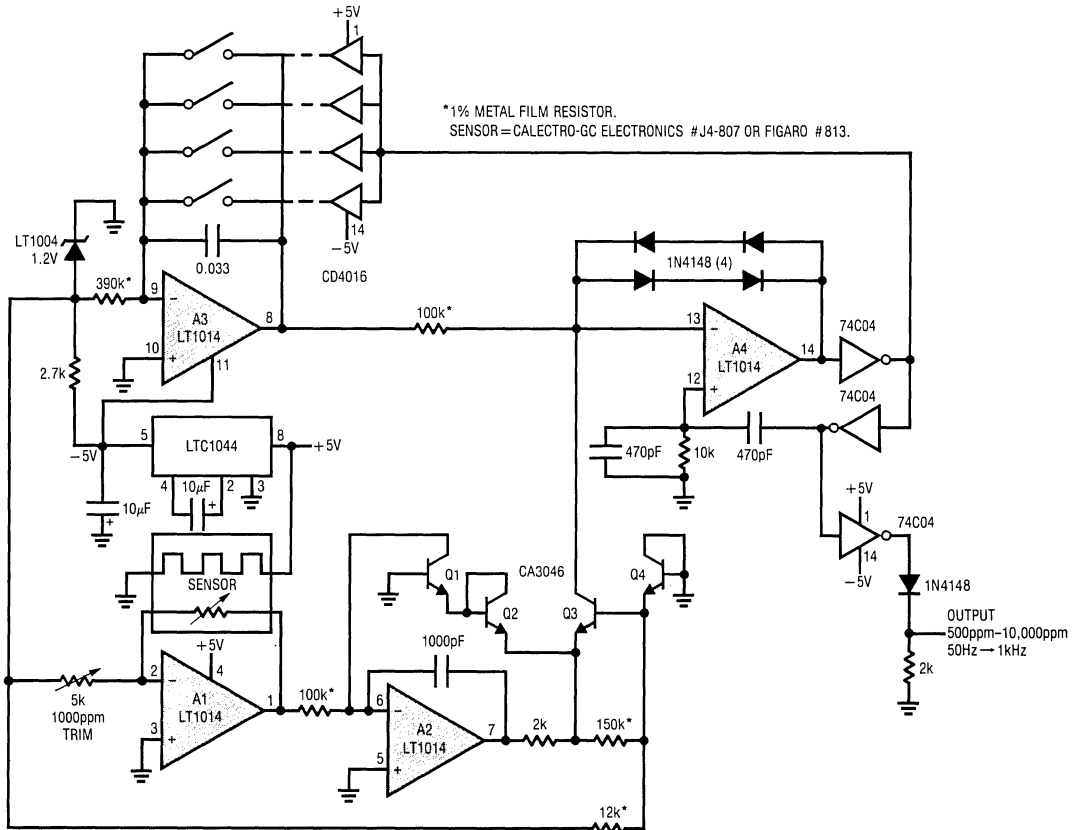 +5V
1
*1% METAL FILM RESISTOR.
SENSOR=CALECTRO-GC ELECTRONICS #J4-807 OR FIGARO #813.
14
-5V
CD4016
LT1004
1.2V
0.033
390k*
9
-
A3
LT1014
8
10
+
11
2.7k
100k*
1N4148 (4)
13
-
A4
LT1014
14
12
+
74C04
74C04
470pF
10k
470pF
-5V
5
LTC1044
8
+5V
4
10µF
+
2
3
10µF
+
+5V
1
74C04
14
-5V
1N4148
OUTPUT
500ppm-10,000ppm
50Hz→1kHz
2k
SENSOR
Q1
Q2
CA3046
Q3
Q4
5k
1000ppm
TRIM
+5V
4
2
-
A1
LT1014
1
3
+
100k*
1000pF
6
-
A2
LT1014
7
5
+
2k
150k*
12k*